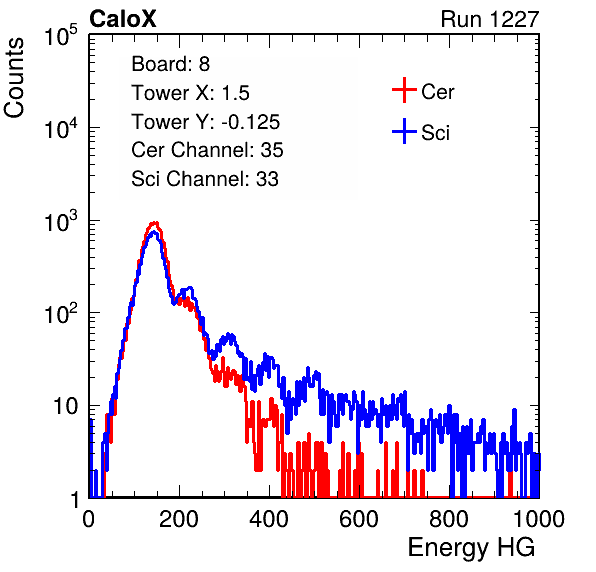 CaloX Run 1227
Counts
Board: 8
Tower X: 1.5
Tower Y: -0.125
Cer Channel: 35
Sci Channel: 33
Cer
Sci
10^5
10^4
10^3
10^2
10
1
0 200 400 600 800 1000
Energy HG